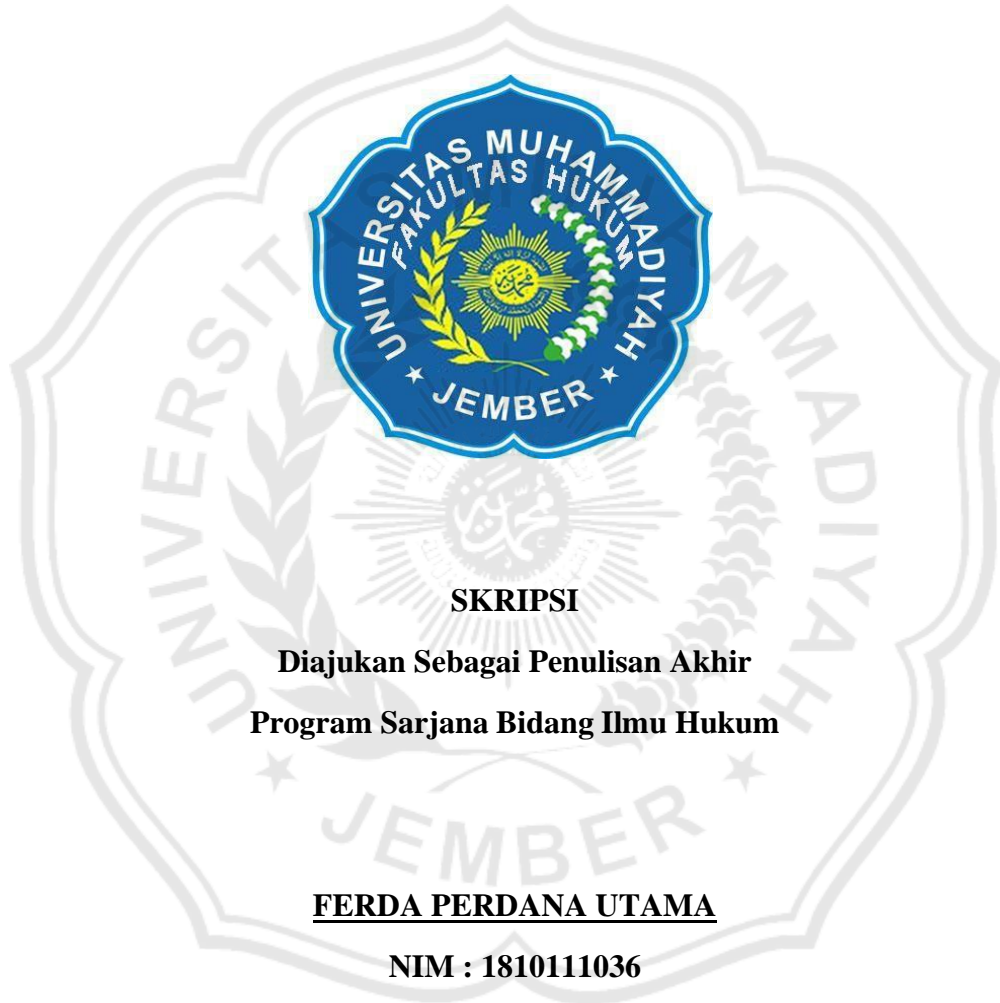 UNIVERSITAS MUHAMMADIYAH
FAKULTAS HUKUM
★ JEMBER ★
SKRIPSI
Diajukan Sebagai Penulisan Akhir
Program Sarjana Bidang Ilmu Hukum
FERDA PERDANA UTAMA
NIM : 1810111036